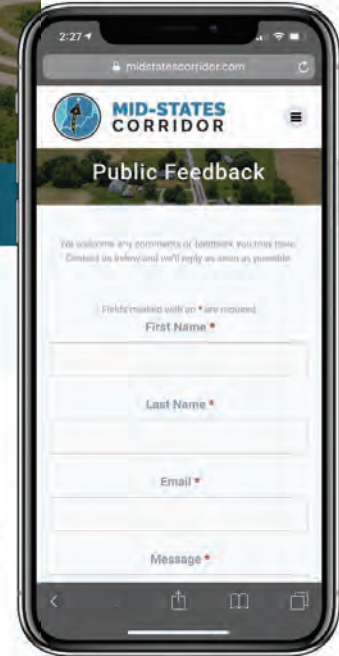 2:27
midstatescorridor.com
MID-STATES
CORRIDOR
Public Feedback
We welcome any comments or feedback you may have.
Contact us below and we'll reply as soon as possible.
Fields marked with an * are required
First Name *
Last Name *
Email *
Message *